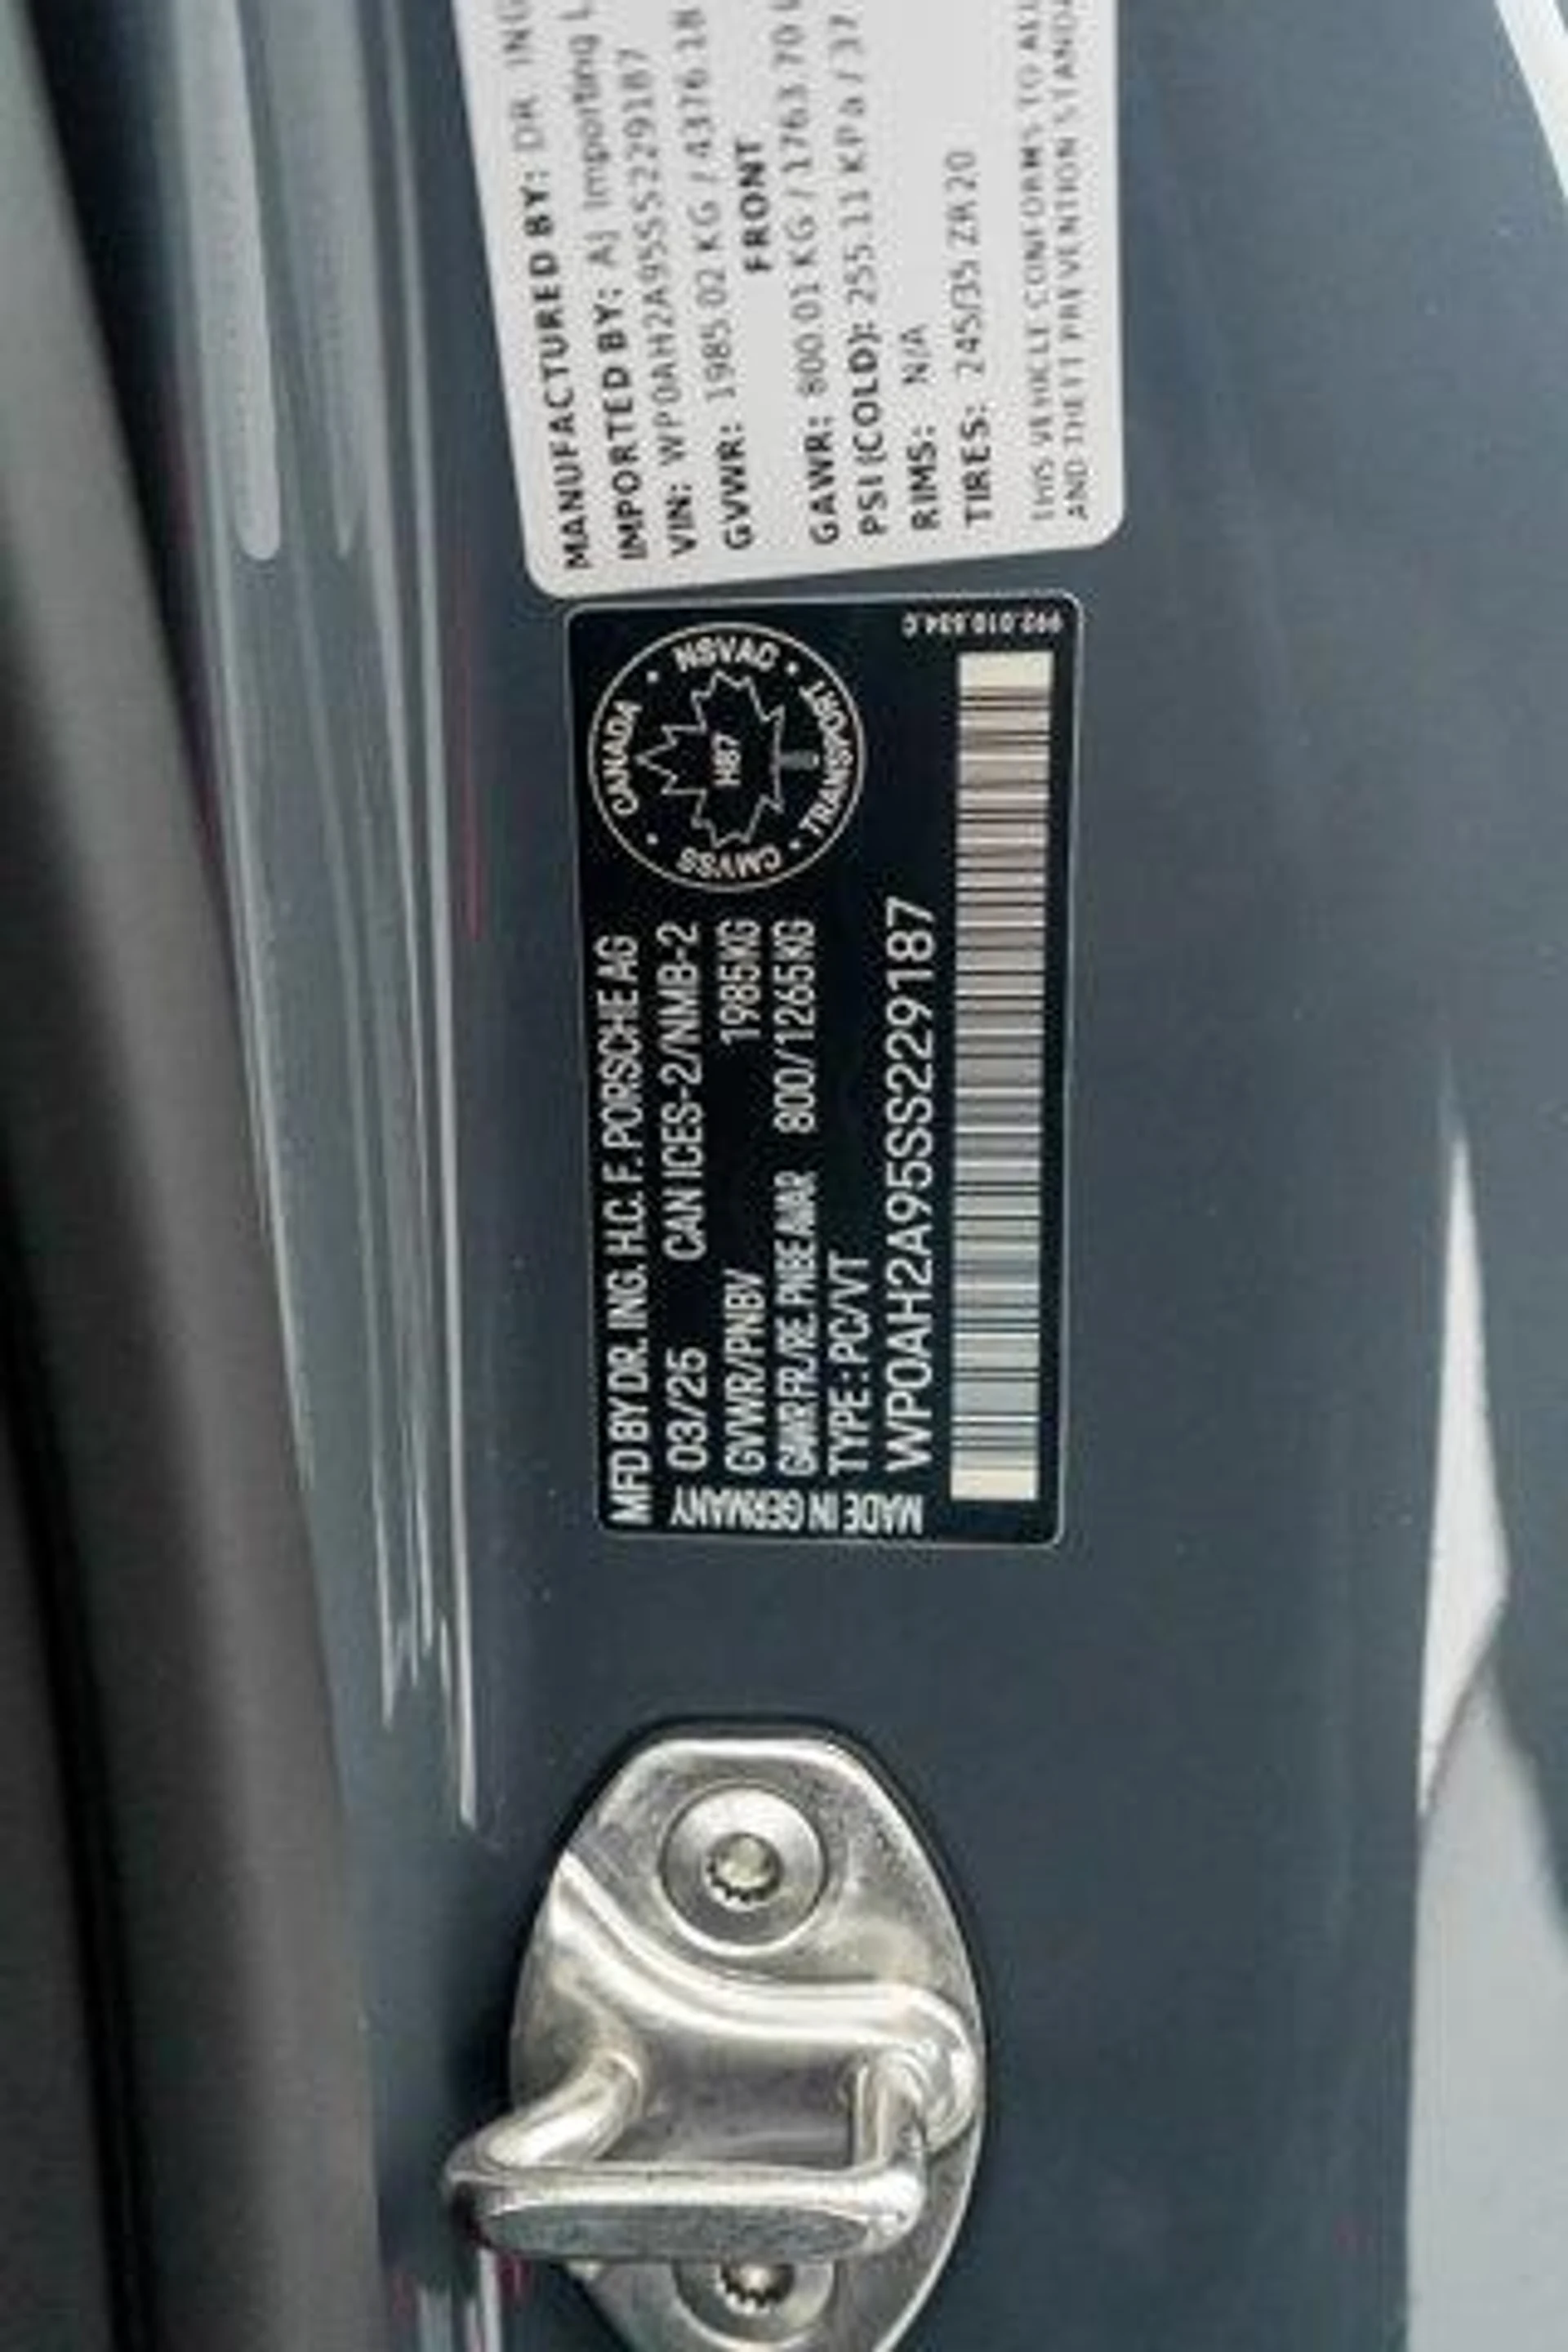 MANUFACTURED BY: DR ING
IMPORTED BY: AJ Importing L
VIN: WP0AH2A95SS229187
GVWR: 1985.02 KG / 4376.18
FRONT
GAWR: 800.01 KG / 1763.70
PSI (COLD): 255.11 KPa / 37
RIMS: N/A
TIRES: 245/35 ZR20
THIS VEHICLE CONFORMS TO ALL
AND THEFT PREVENTION STANDA
MFD BY DR. ING. H.C. F. PORSCHE AG
03/25 CAN ICES-2/NMB-2
GVWR/PNBV 1985KG
GAWR FR./RE. PNBE AV/AR 800/1265KG
TYPE : PC/VT
WP0AH2A95SS229187
MADE IN GERMANY
CANADA · NSVAC · TRANSPORT · CMVSS ·
H87
992.010.534.C